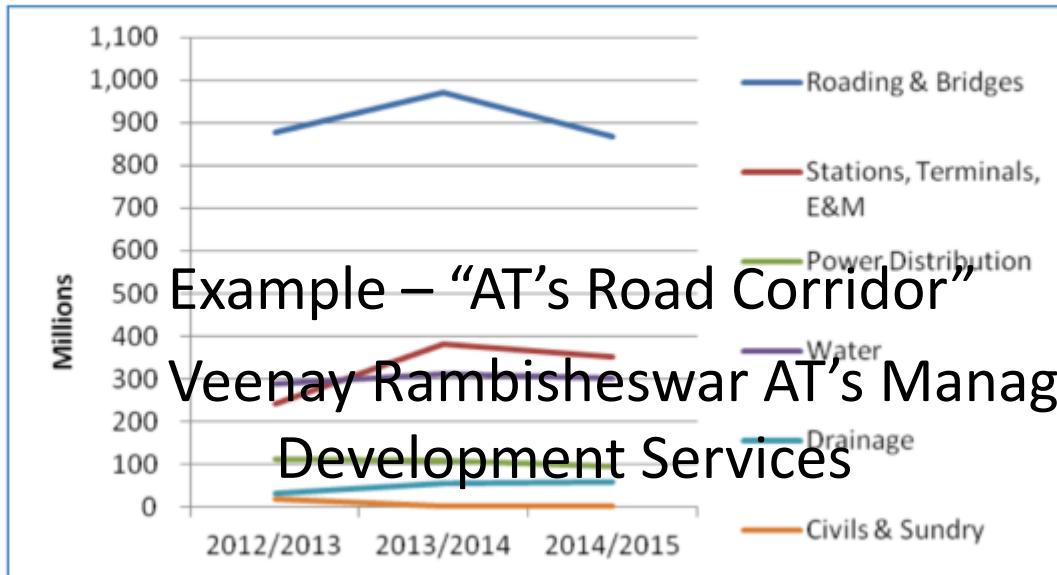 1,100
1,000
900
800
700
600
500
400
300
200
100
0
Millions
2012/2013 2013/2014 2014/2015
Roading & Bridges
Stations, Terminals,
E&M
Power Distribution
Water
Drainage
Civils & Sundry
Example – “AT’s Road Corridor”
Veenay Rambisheswar AT’s Manag
Development Services